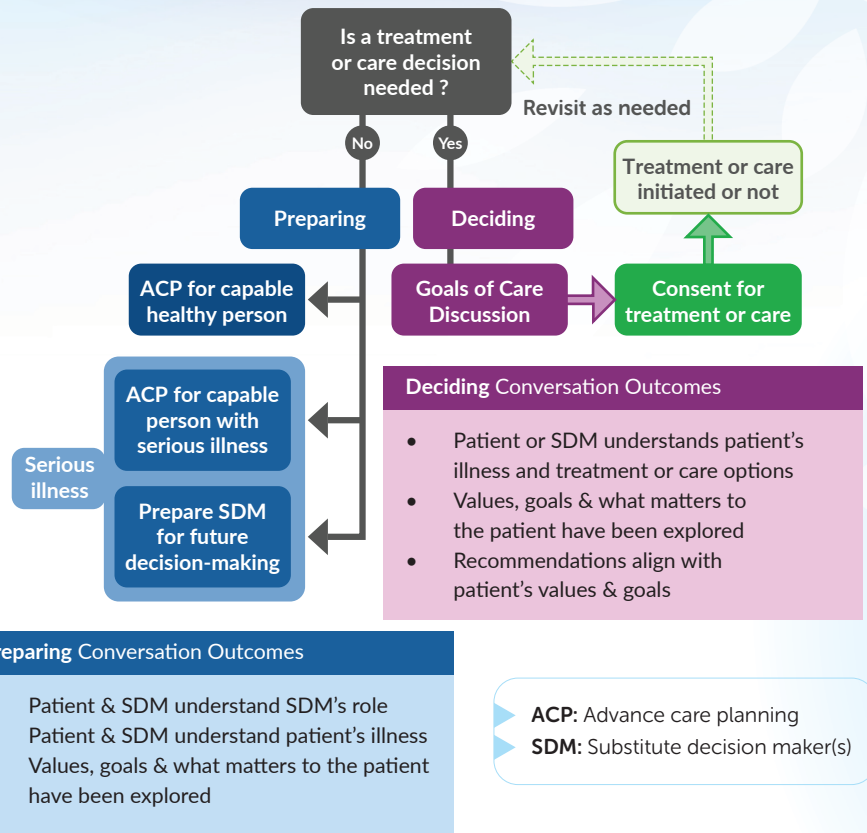 Is a treatment
or care decision
needed ?
No
Yes
Revisit as needed
Treatment or care
initiated or not
Preparing
Deciding
ACP for capable
healthy person
Goals of Care
Discussion
Consent for
treatment or care
Serious
illness
ACP for capable
person with
serious illness
Prepare SDM
for future
decision-making
Deciding Conversation Outcomes
• Patient or SDM understands patient’s
illness and treatment or care options
• Values, goals & what matters to
the patient have been explored
• Recommendations align with
patient’s values & goals
reparing Conversation Outcomes
Patient & SDM understand SDM’s role
Patient & SDM understand patient’s illness
Values, goals & what matters to the patient
have been explored
ACP: Advance care planning
SDM: Substitute decision maker(s)